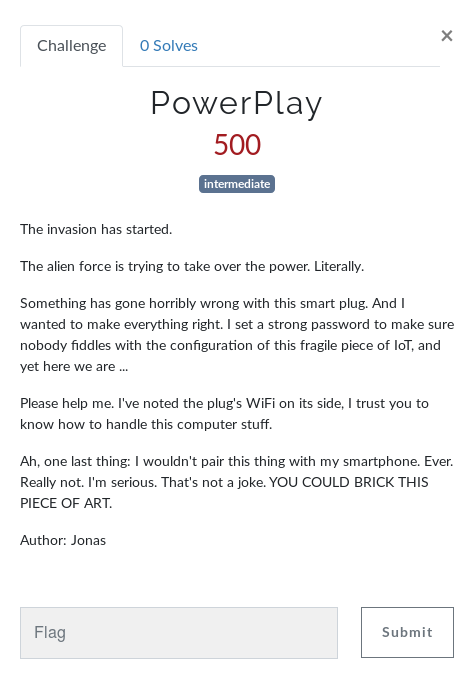 Challenge
0 Solves
×
PowerPlay
500
intermediate
The invasion has started.
The alien force is trying to take over the power. Literally.
Something has gone horribly wrong with this smart plug. And I
wanted to make everything right. I set a strong password to make sure
nobody fiddles with the configuration of this fragile piece of IoT, and
yet here we are ...
Please help me. I've noted the plug's WiFi on its side, I trust you to
know how to handle this computer stuff.
Ah, one last thing: I wouldn't pair this thing with my smartphone. Ever.
Really not. I'm serious. That's not a joke. YOU COULD BRICK THIS
PIECE OF ART.
Author: Jonas
Flag
Submit